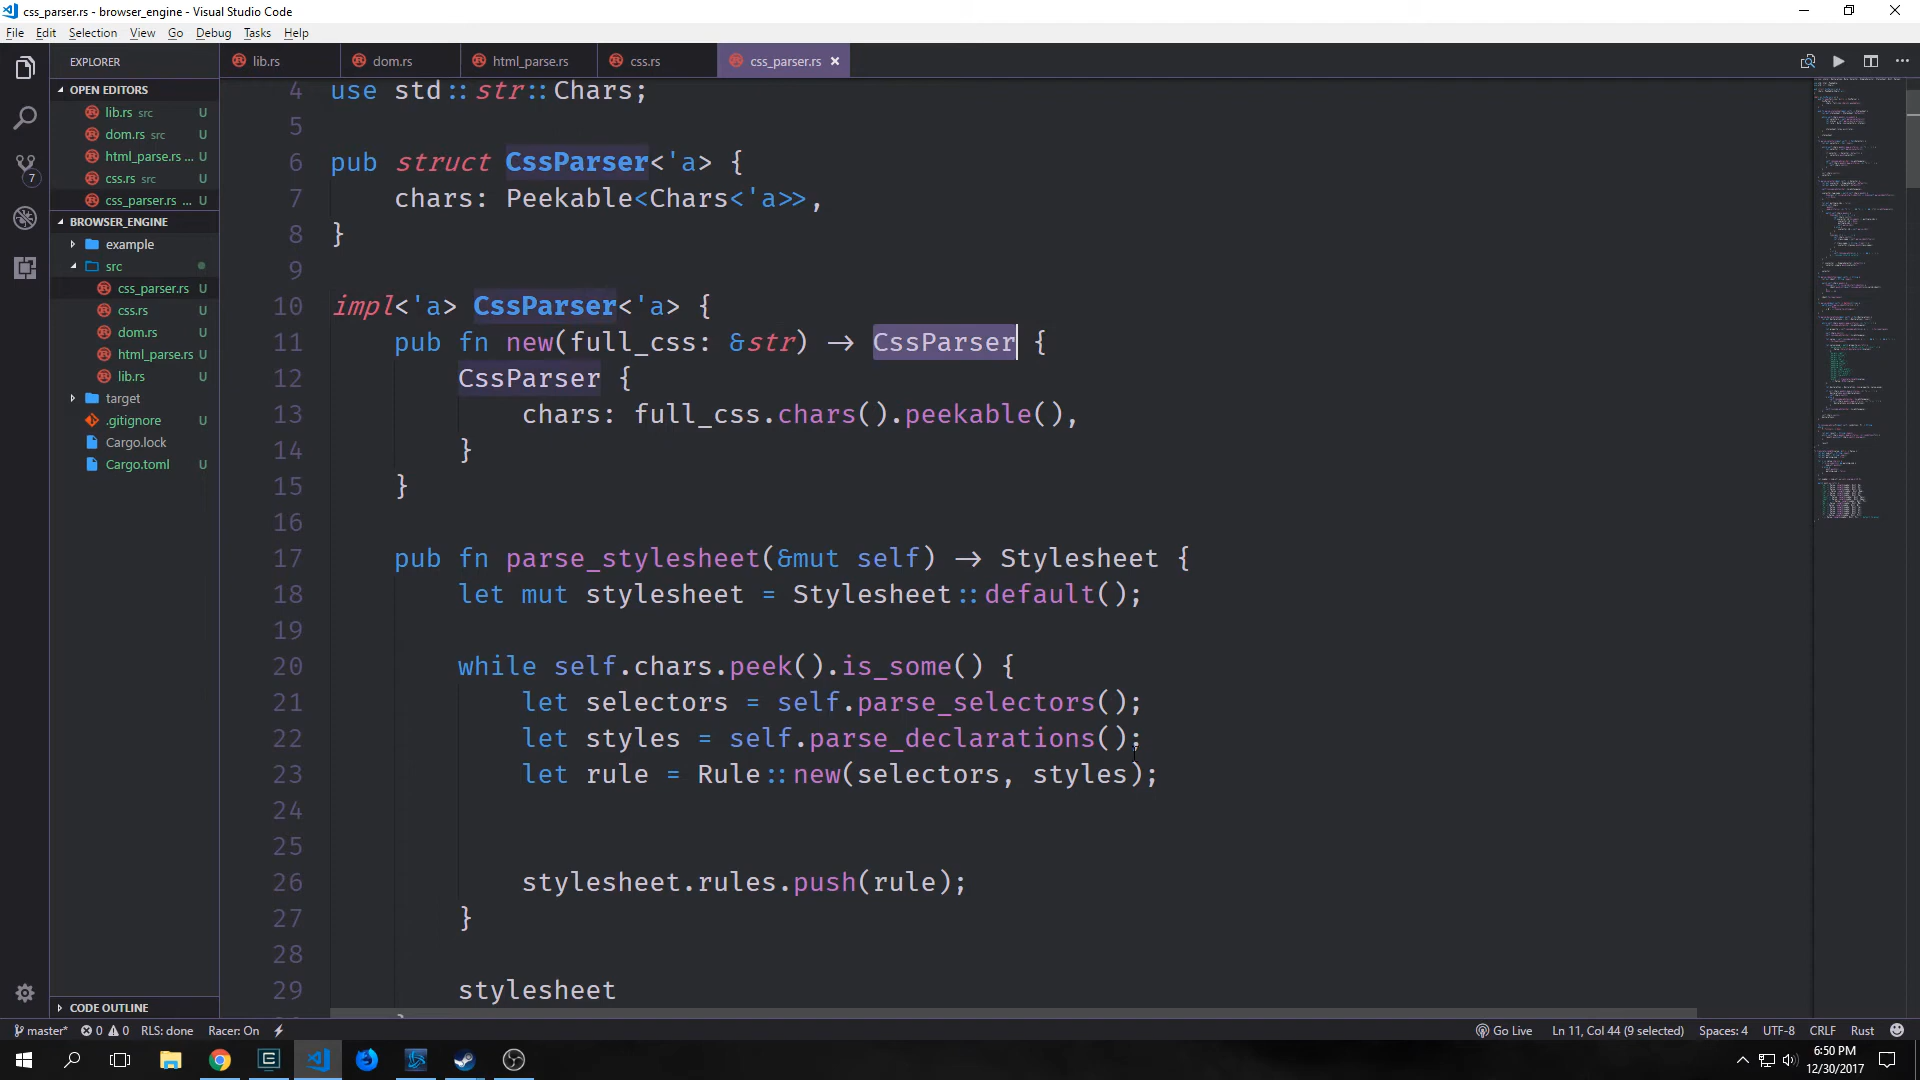 css_parser.rs - browser_engine - Visual Studio Code
File Edit Selection View Go Debug Tasks Help
EXPLORER
lib.rs dom.rs html_parse.rs css.rs css_parser.rs
OPEN EDITORS
lib.rs src U
dom.rs src U
html_parse.rs ... U
css.rs src U
css_parser.rs ... U
BROWSER_ENGINE
example
src
css_parser.rs U
css.rs U
dom.rs U
html_parse.rs U
lib.rs U
target
.gitignore U
Cargo.lock
Cargo.toml U
CODE OUTLINE
7
4 use std::str::Chars;
5
6 pub struct CssParser<'a> {
7 chars: Peekable<Chars<'a>>,
8 }
9
10 impl<'a> CssParser<'a> {
11 pub fn new(full_css: &str) -> CssParser {
12 CssParser {
13 chars: full_css.chars().peekable(),
14 }
15 }
16
17 pub fn parse_stylesheet(&mut self) -> Stylesheet {
18 let mut stylesheet = Stylesheet::default();
19
20 while self.chars.peek().is_some() {
21 let selectors = self.parse_selectors();
22 let styles = self.parse_declarations();
23 let rule = Rule::new(selectors, styles);
24
25
26 stylesheet.rules.push(rule);
27 }
28
29 stylesheet
master* 0 0 RLS: done Racer: On Go Live Ln 11, Col 44 (9 selected) Spaces: 4 UTF-8 CRLF Rust
6:50 PM
12/30/2017